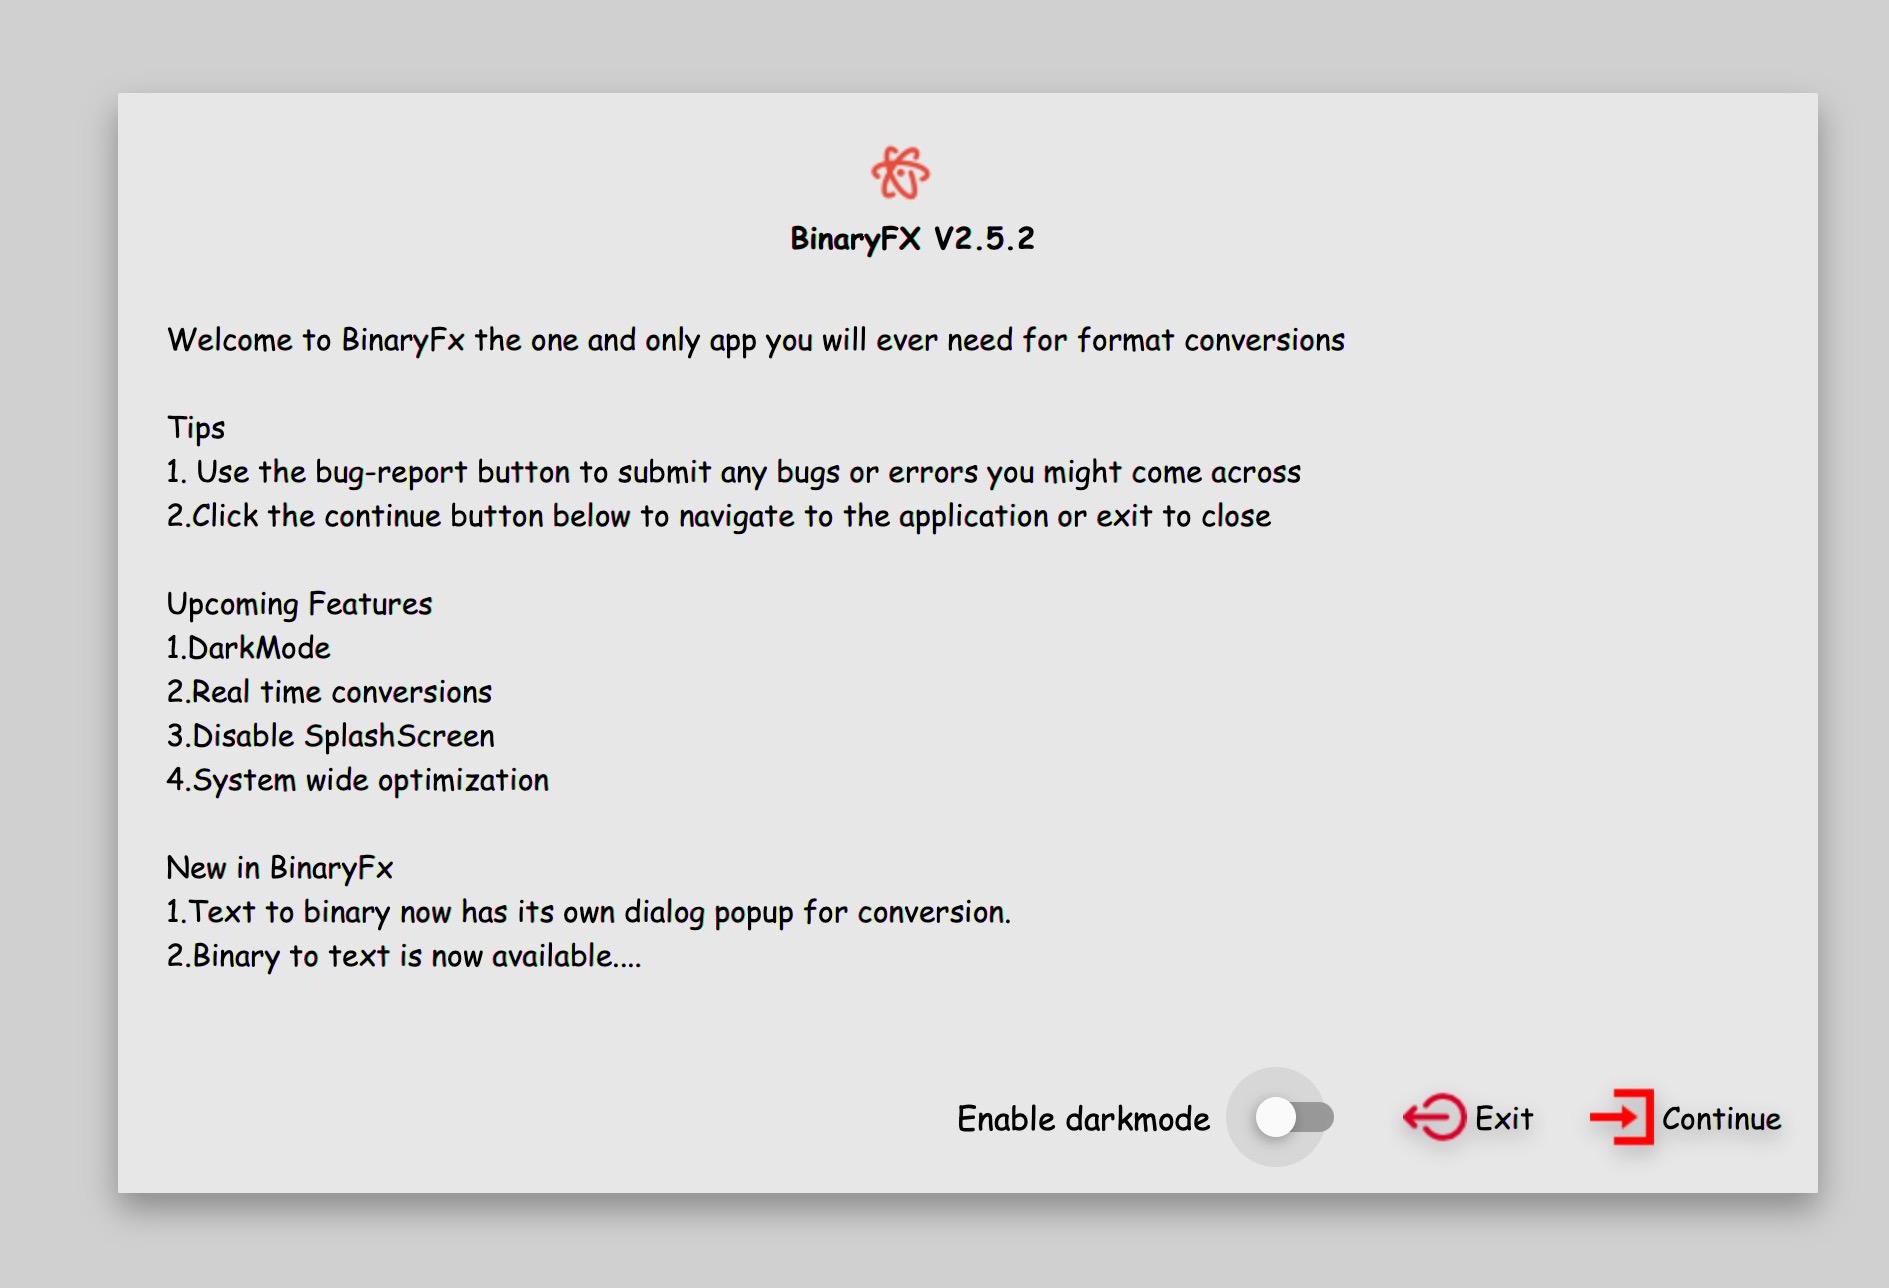 BinaryFX V2.5.2
Welcome to BinaryFx the one and only app you will ever need for format conversions
Tips
1. Use the bug-report button to submit any bugs or errors you might come across
2.Click the continue button below to navigate to the application or exit to close
Upcoming Features
1.DarkMode
2.Real time conversions
3.Disable SplashScreen
4.System wide optimization
New in BinaryFx
1.Text to binary now has its own dialog popup for conversion.
2.Binary to text is now available....
Enable darkmode Exit Continue